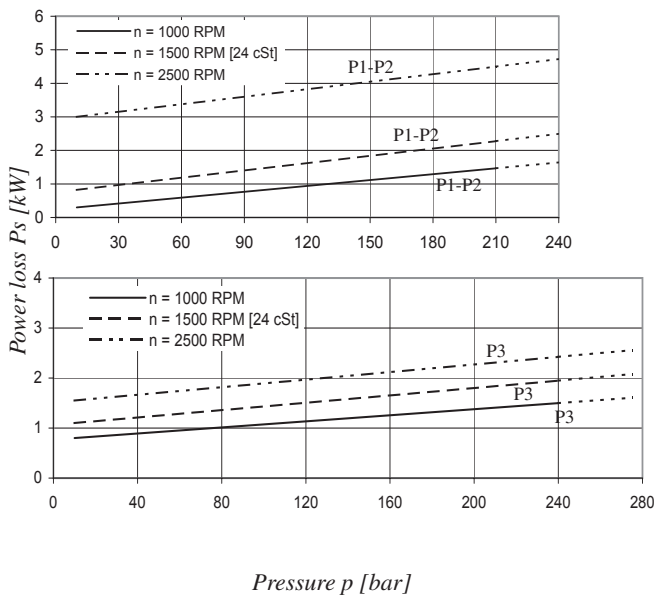 Power loss Ps [kW]
6
5
4
3
2
1
0
n = 1000 RPM
n = 1500 RPM [24 cSt]
n = 2500 RPM
P1-P2
P1-P2
P1-P2
0 30 60 90 120 150 180 210 240
4
3
2
1
0
n = 1000 RPM
n = 1500 RPM [24 cSt]
n = 2500 RPM
P3
P3
P3
0 40 80 120 160 200 240 280
Pressure p [bar]